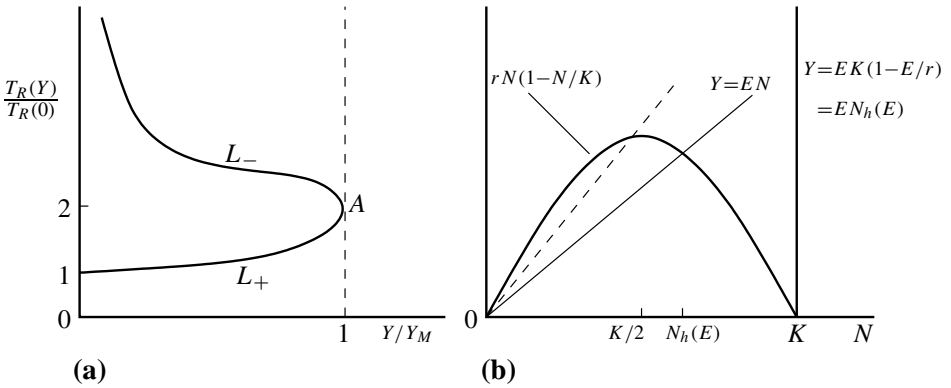 T_R(Y)
T_R(0)
L_−
2
A
1
L_+
0
1
Y/Y_M
(a)
rN(1−N/K)
Y=EN
Y=EK(1−E/r)
=EN_h(E)
0
K/2
N_h(E)
K
N
(b)